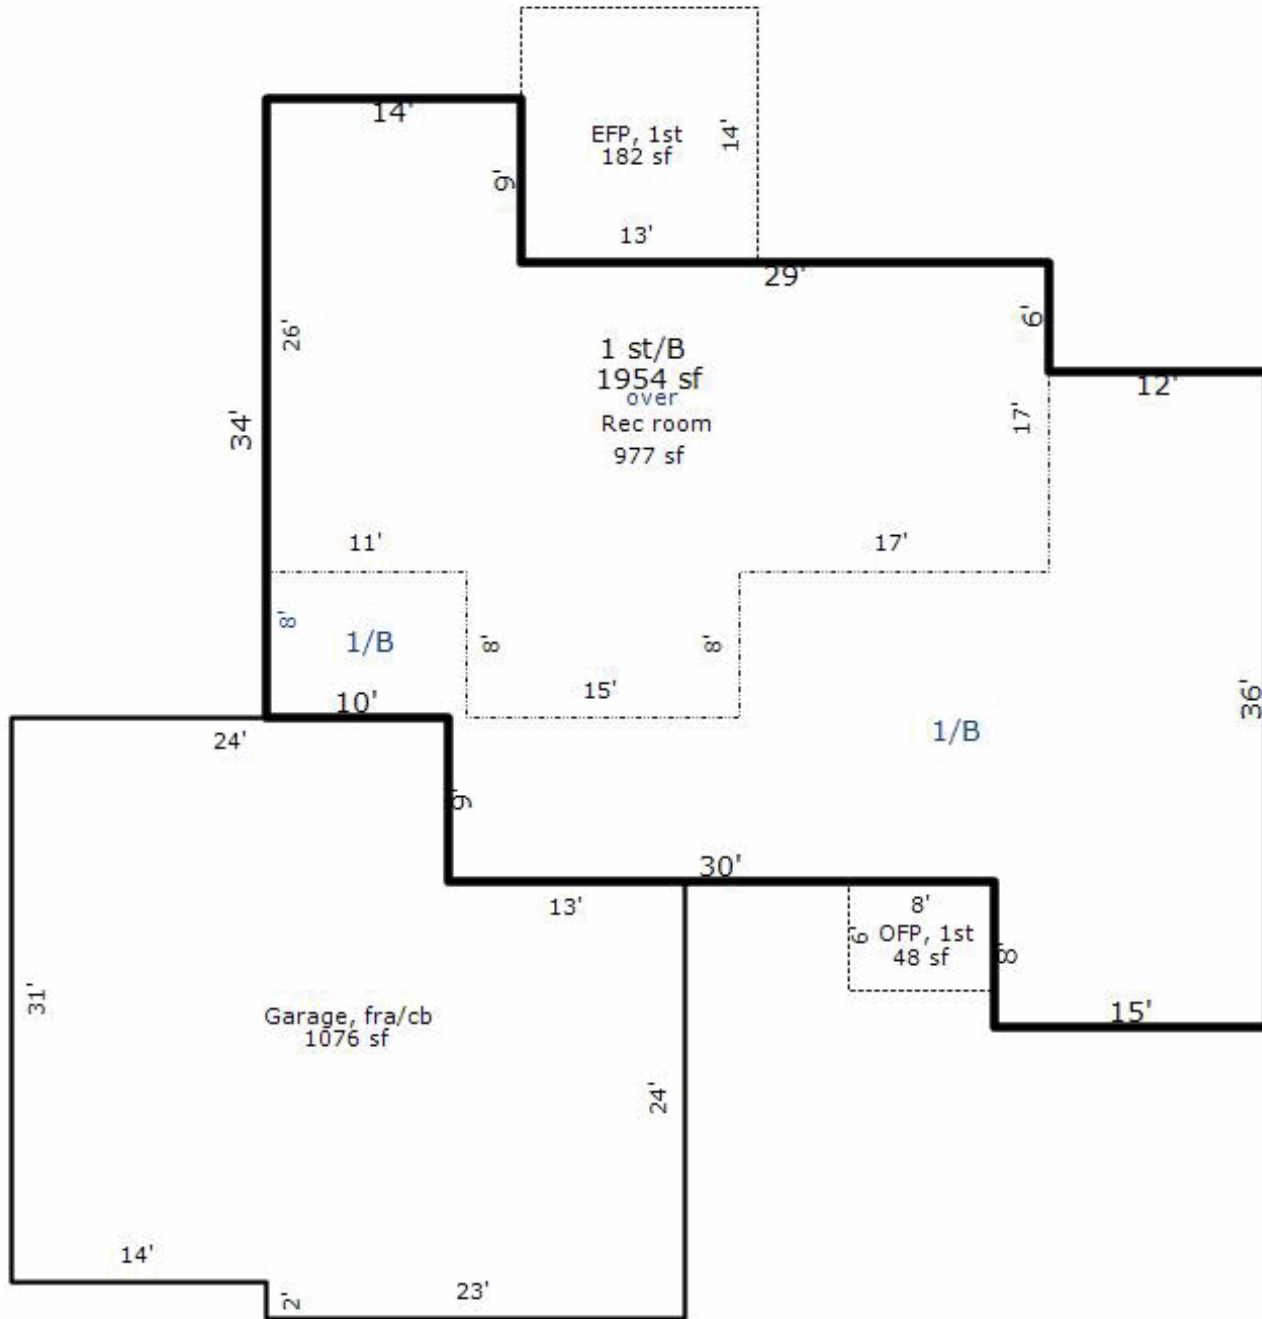 14'
EFP, 1st
182 sf
14'
9'
13'
29'
26'
6'
1 st/B
1954 sf
over
Rec room
977 sf
12'
17'
34'
11'
17'
8'
1/B
8'
8'
15'
10'
24'
36'
1/B
9'
30'
13'
8'
6'
OFP, 1st
48 sf
8'
31'
Garage, fra/cb
1076 sf
15'
24'
14'
2'
23'